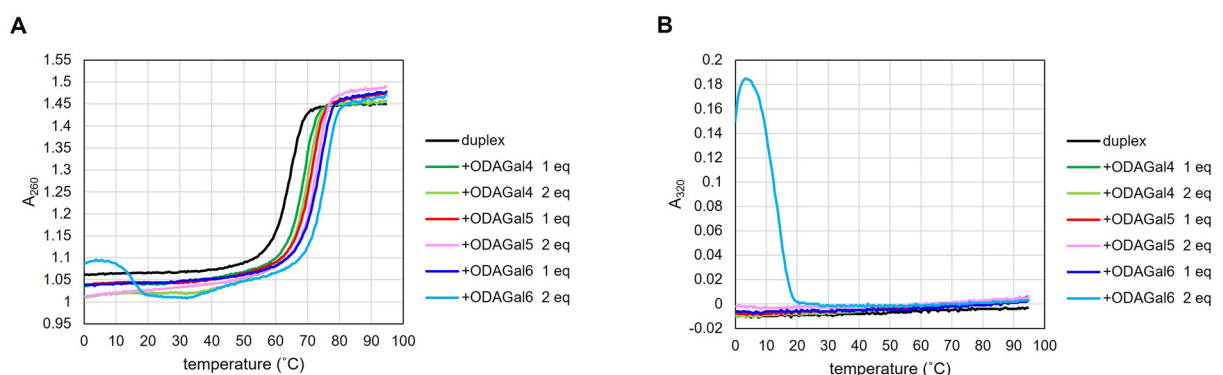 A
A260
1.55
1.5
1.45
1.4
1.35
1.3
1.25
1.2
1.15
1.1
1.05
1
0.95
0 10 20 30 40 50 60 70 80 90 100
temperature (˚C)
duplex
+ODAGal4 1 eq
+ODAGal4 2 eq
+ODAGal5 1 eq
+ODAGal5 2 eq
+ODAGal6 1 eq
+ODAGal6 2 eq
B
A320
0.2
0.18
0.16
0.14
0.12
0.1
0.08
0.06
0.04
0.02
0
-0.02
0 10 20 30 40 50 60 70 80 90 100
temperature (˚C)
duplex
+ODAGal4 1 eq
+ODAGal4 2 eq
+ODAGal5 1 eq
+ODAGal5 2 eq
+ODAGal6 1 eq
+ODAGal6 2 eq